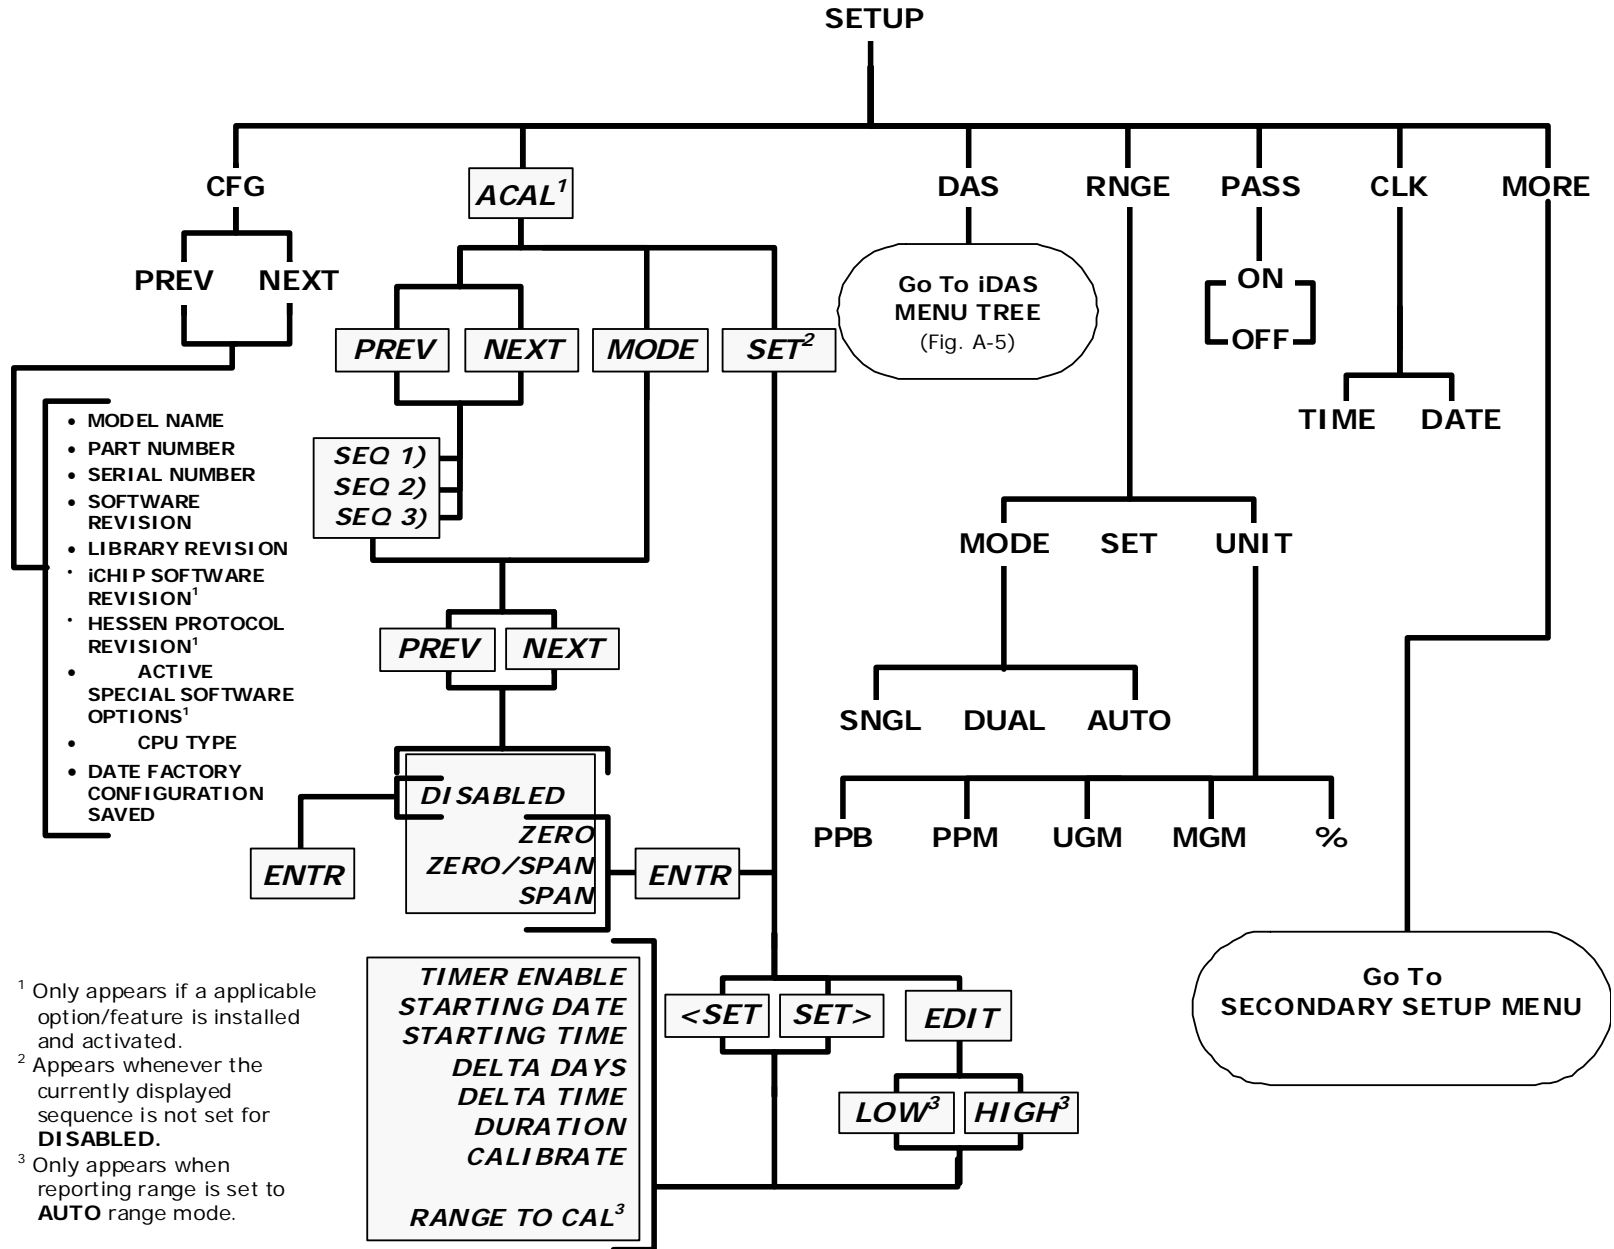 SETUP
CFG
ACAL¹
DAS
RNGE
PASS
CLK
MORE
PREV
NEXT
PREV
NEXT
MODE
SET²
Go To iDAS
MENU TREE
(Fig. A-5)
ON
OFF
TIME
DATE
• MODEL NAME
• PART NUMBER
• SERIAL NUMBER
• SOFTWARE
REVISION
• LIBRARY REVISION
• iCHIP SOFTWARE
REVISION¹
• HESSEN PROTOCOL
REVISION¹
• ACTIVE
SPECIAL SOFTWARE
OPTIONS¹
• CPU TYPE
• DATE FACTORY
CONFIGURATION
SAVED
SEQ 1)
SEQ 2)
SEQ 3)
MODE
SET
UNIT
PREV
NEXT
SNGL
DUAL
AUTO
DISABLED
ZERO
ZERO/SPAN
SPAN
ENTR
ENTR
PPB
PPM
UGM
MGM
%
TIMER ENABLE
STARTING DATE
STARTING TIME
DELTA DAYS
DELTA TIME
DURATION
CALIBRATE
RANGE TO CAL³
<SET
SET>
EDIT
LOW³
HIGH³
Go To
SECONDARY SETUP MENU
¹ Only appears if a applicable
option/feature is installed
and activated.
² Appears whenever the
currently displayed
sequence is not set for
DISABLED.
³ Only appears when
reporting range is set to
AUTO range mode.